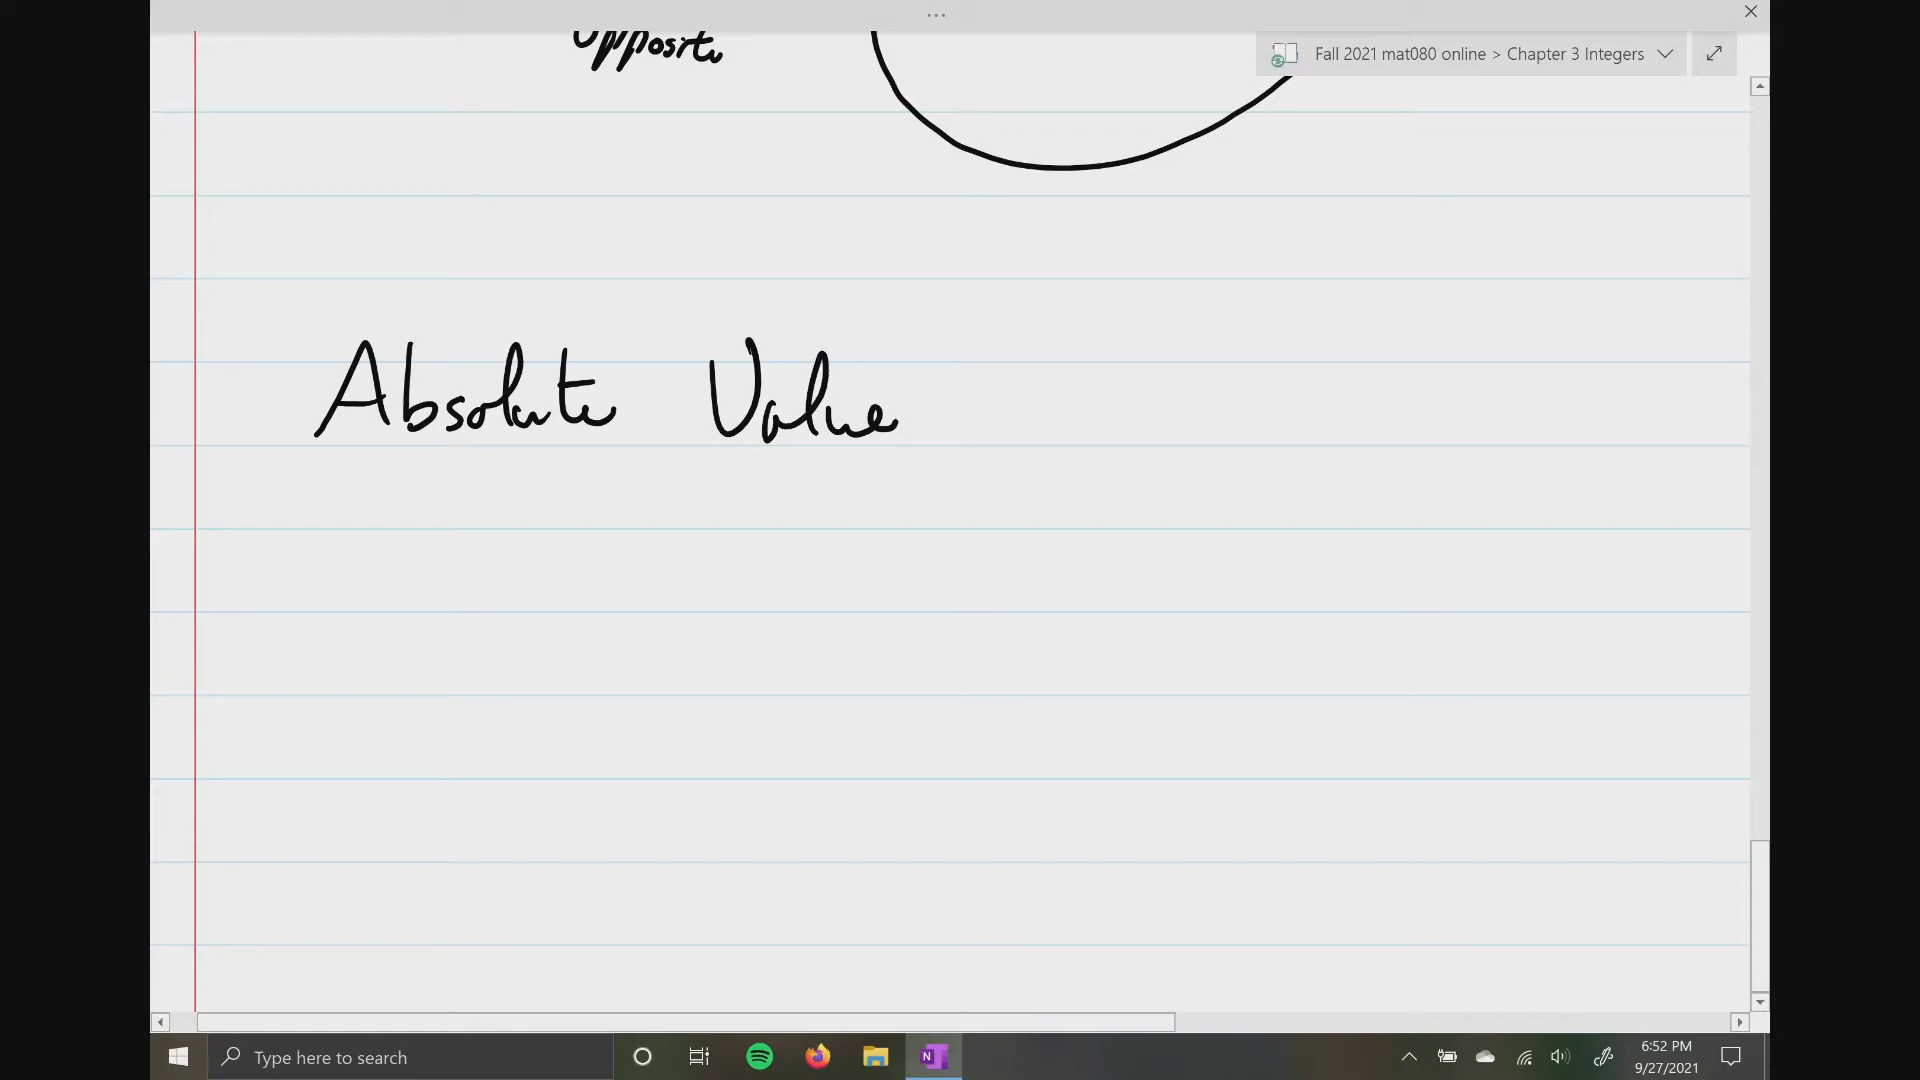 ...
opposite
Fall 2021 mat080 online > Chapter 3 Integers
Absolute Value
Type here to search
N
6:52 PM
9/27/2021